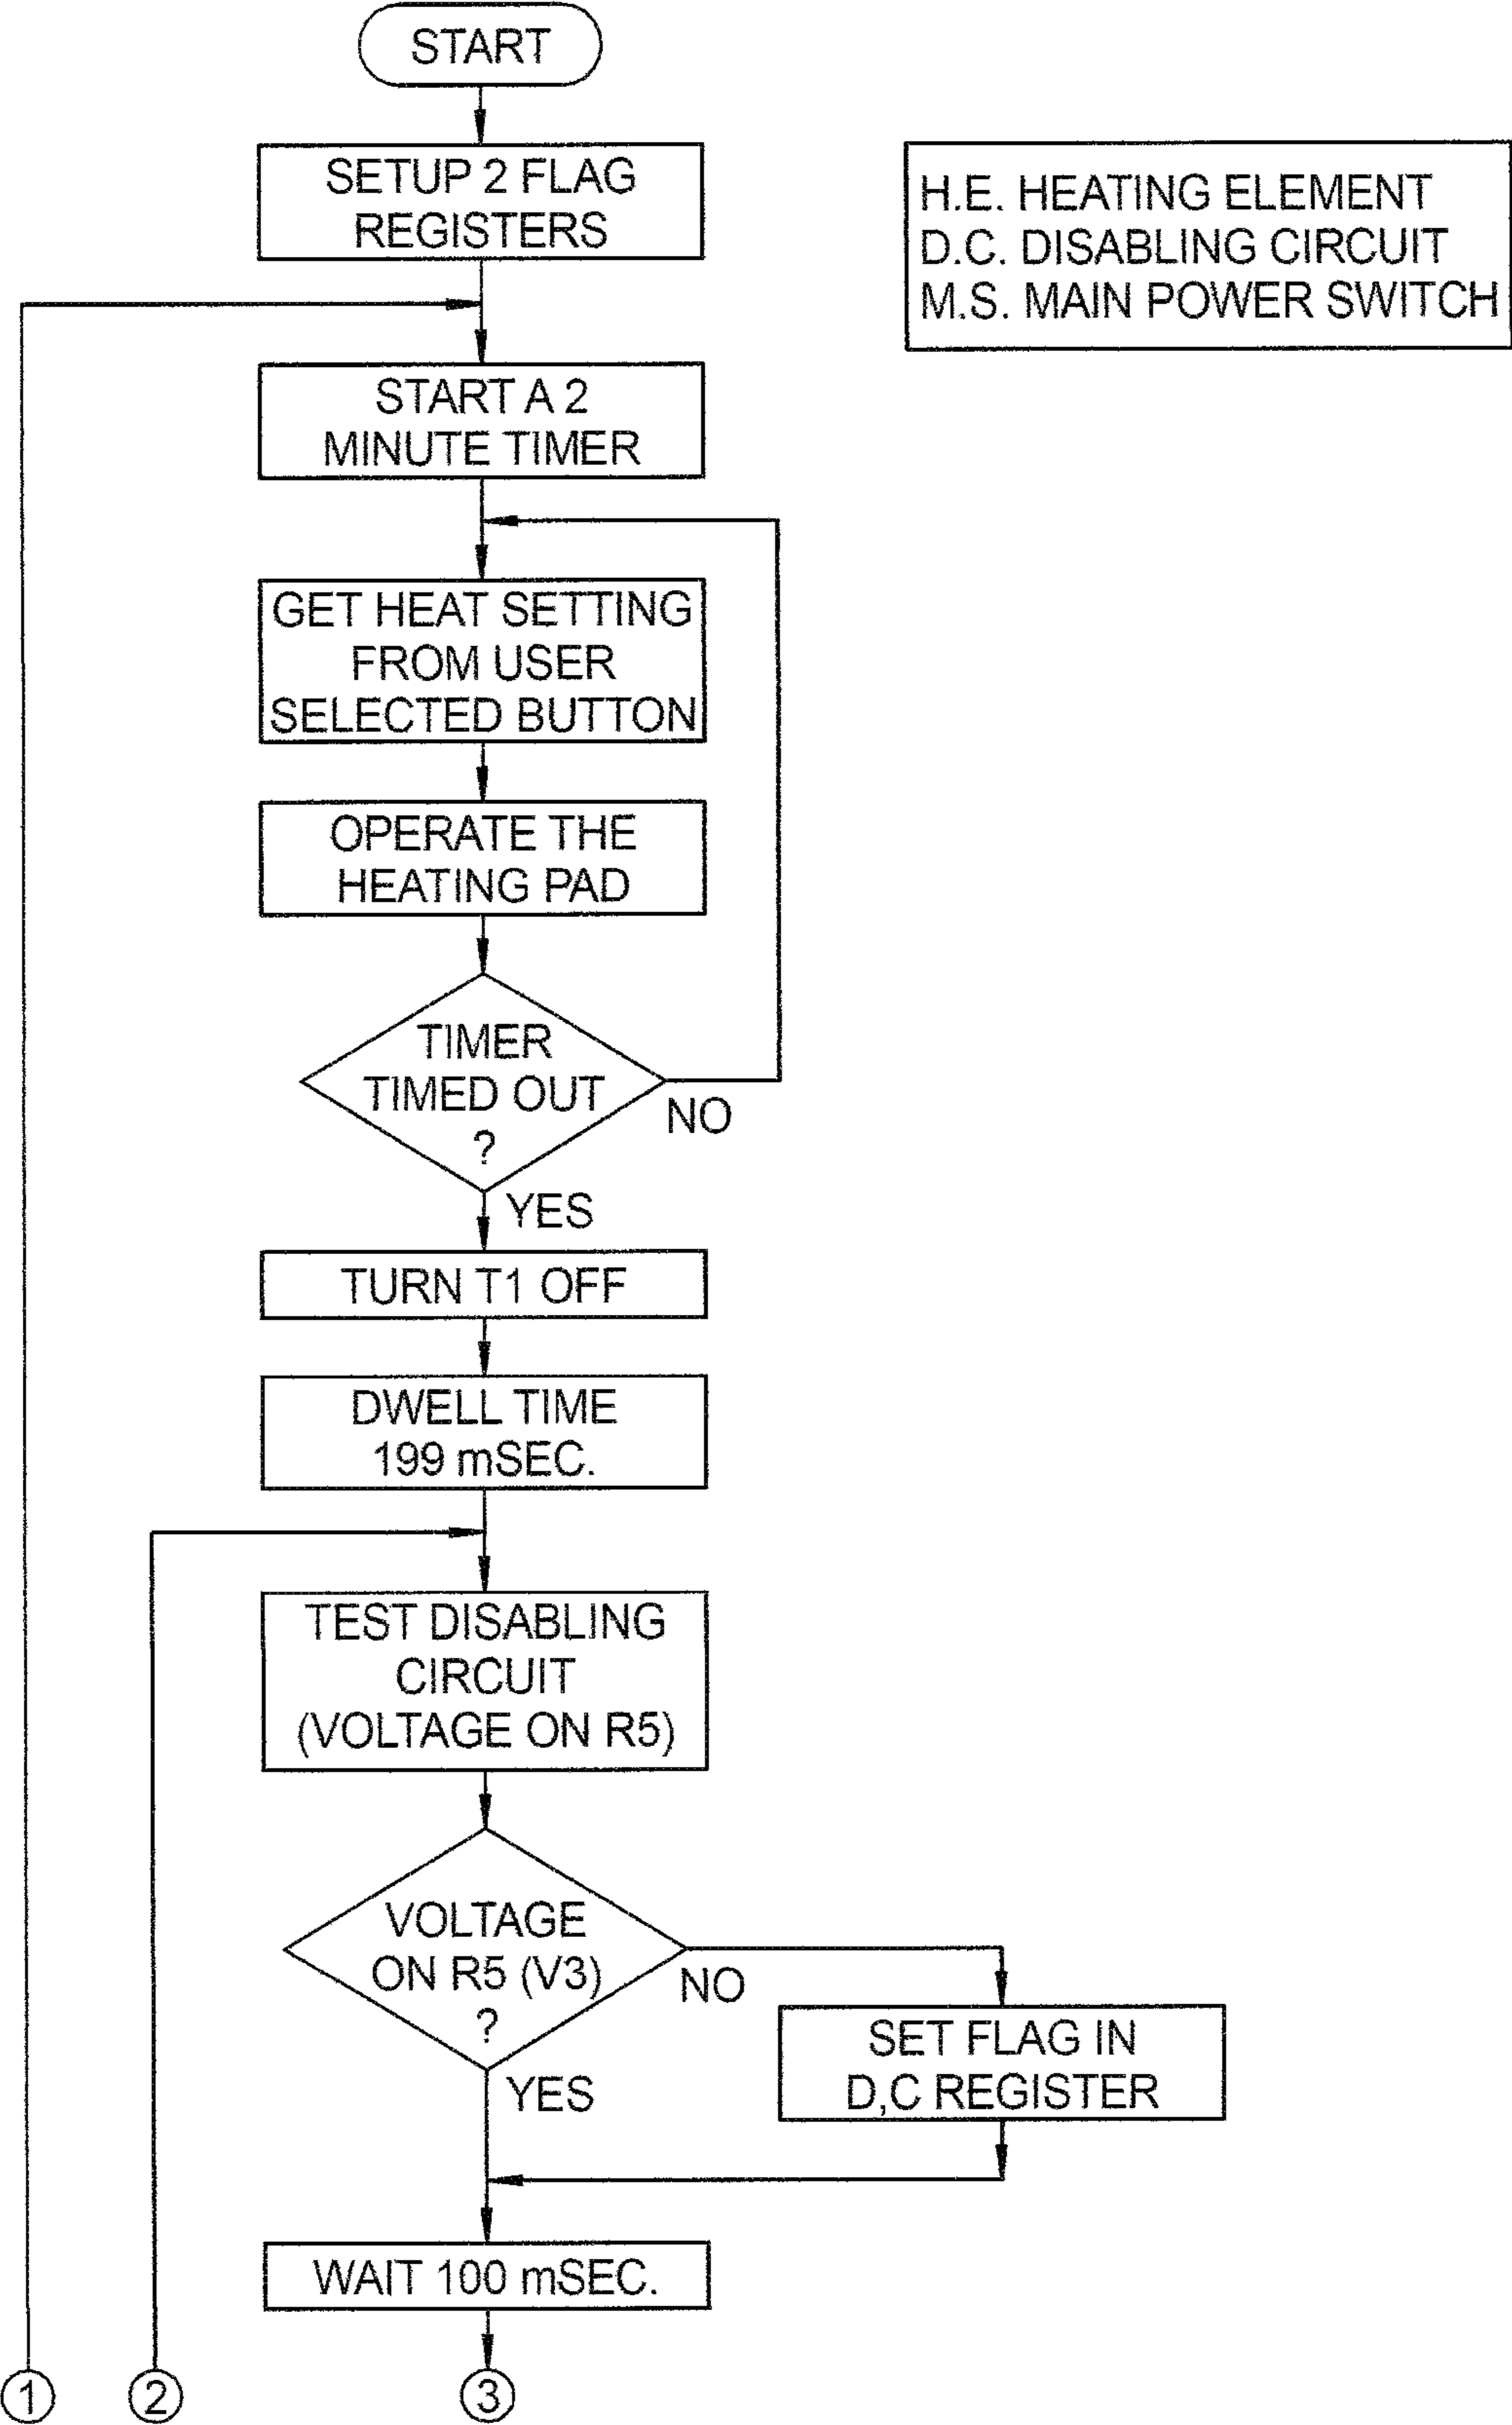 START
SETUP 2 FLAG
REGISTERS
H.E. HEATING ELEMENT
D.C. DISABLING CIRCUIT
M.S. MAIN POWER SWITCH
START A 2
MINUTE TIMER
GET HEAT SETTING
FROM USER
SELECTED BUTTON
OPERATE THE
HEATING PAD
TIMER
TIMED OUT
?
NO
YES
TURN T1 OFF
DWELL TIME
199 mSEC.
TEST DISABLING
CIRCUIT
(VOLTAGE ON R5)
VOLTAGE
ON R5 (V3)
?
NO
YES
SET FLAG IN
D,C REGISTER
WAIT 100 mSEC.
1
2
3